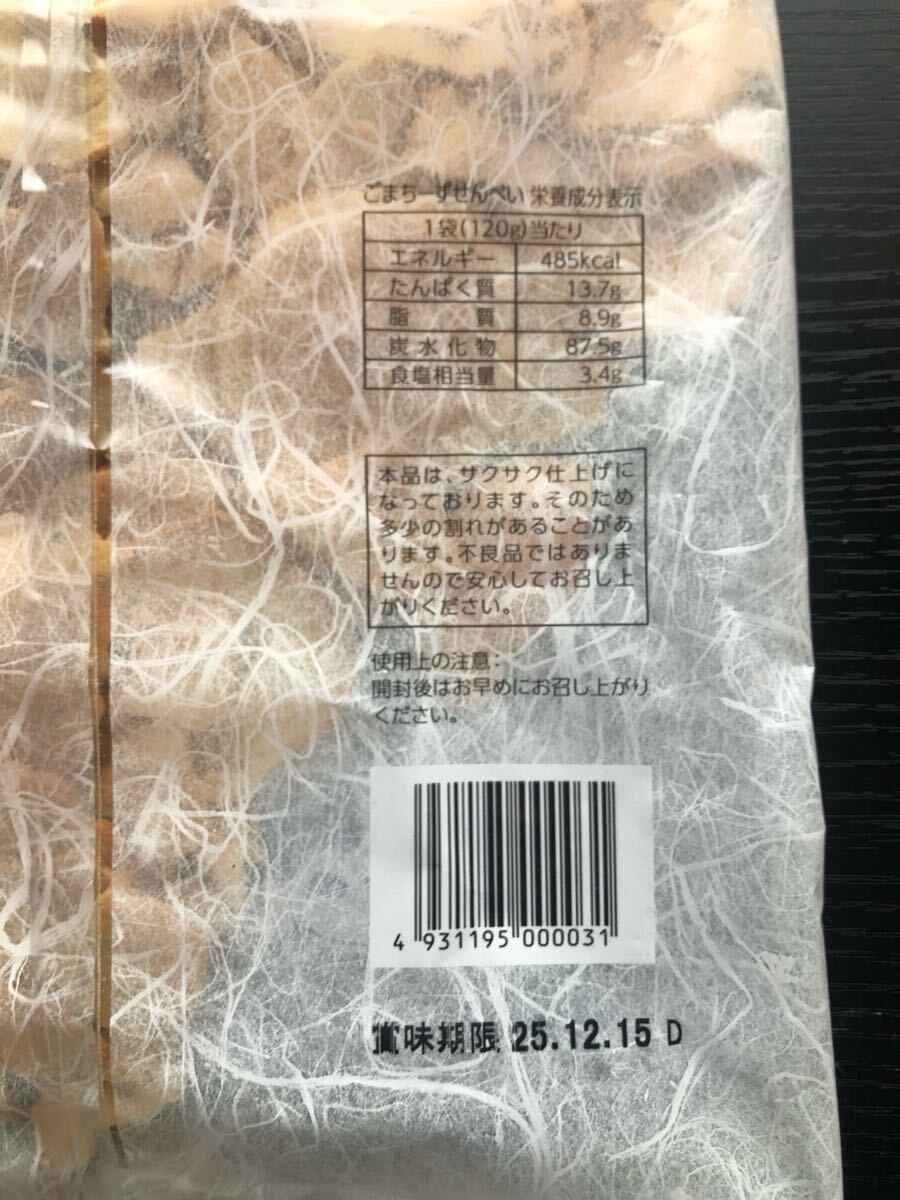 ごまちーずせんべい 栄養成分表示
1袋(120g)当たり
エネルギー 485kcal
たんぱく質 13.7g
脂質 8.9g
炭水化物 87.5g
食塩相当量 3.4g
本品は、ザクサク仕上げに
なっております。そのため
多少の割れがあることがあ
ります。不良品ではありま
せんので安心してお召し上
がりください。
使用上の注意:
開封後はお早めにお召し上がり
ください。
4 931195 000031
賞味期限 25.12.15 D